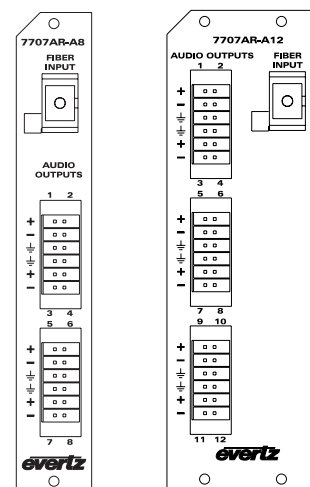 7707AR-A8
FIBER
INPUT
AUDIO
OUTPUTS
1 2
+
−
+
−
3 4
5 6
+
−
+
−
7 8
evertz
7707AR-A12
AUDIO OUTPUTS
1 2
FIBER
INPUT
+
−
+
−
3 4
5 6
+
−
+
−
7 8
9 10
+
−
+
−
11 12
evertz